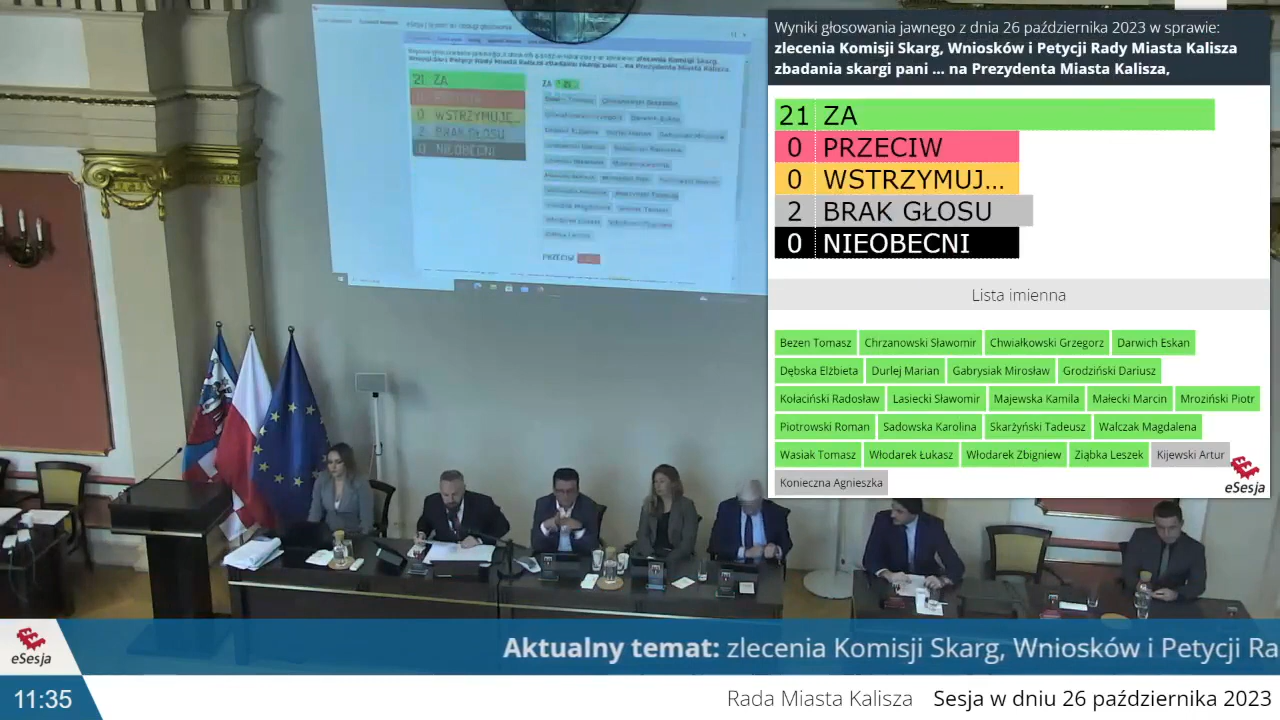 Wyniki głosowania jawnego z dnia 26 października 2023 w sprawie:
zlecenia Komisji Skarg, Wniosków i Petycji Rady Miasta Kalisza
zbadania skargi pani ... na Prezydenta Miasta Kalisza,
21 ZA
0 PRZECIW
0 WSTRZYMUJ...
2 BRAK GŁOSU
0 NIEOBECNI
Lista imienna
Bezen Tomasz Chrzanowski Sławomir Chwiałkowski Grzegorz Darwich Eskan
Dębska Elżbieta Durlej Marian Gabrysiak Mirosław Grodziński Dariusz
Kołaciński Radosław Lasiecki Sławomir Majewska Kamila Małecki Marcin Mroziński Piotr
Piotrowski Roman Sadowska Karolina Skarżyński Tadeusz Walczak Magdalena
Wasiak Tomasz Włodarek Łukasz Włodarek Zbigniew Ziąbka Leszek Kijewski Artur
Konieczna Agnieszka
eSesja
21 ZA
0 WSTRZYMUJĘ...
2 BRAK GŁOSU
0 NIEOBECNI
ZA 21
PRZECIW
eSesja
Aktualny temat: zlecenia Komisji Skarg, Wniosków i Petycji Ra
11:35
Rada Miasta Kalisza Sesja w dniu 26 października 2023